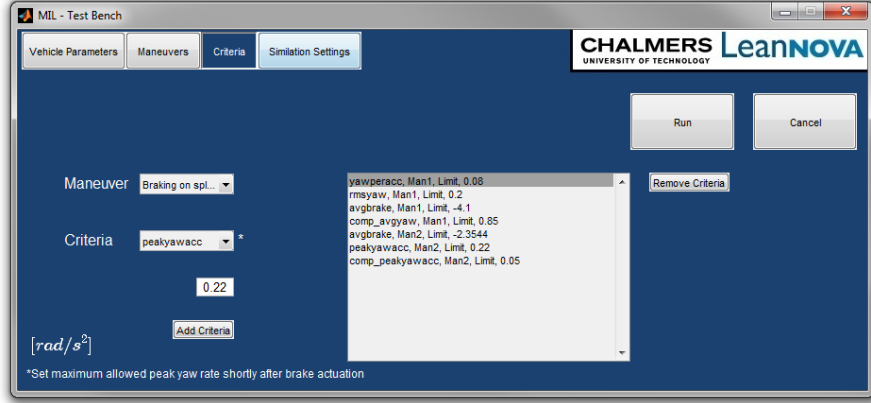 MIL - Test Bench
Vehicle Parameters
Maneuvers
Criteria
Similation Settings
CHALMERS
UNIVERSITY OF TECHNOLOGY
LeanNOVA
Run
Cancel
Maneuver
Braking on spl...
Criteria
peakyawacc
*
0.22
Add Criteria
[rad/s²]
*Set maximum allowed peak yaw rate shortly after brake actuation
yawperacc, Man1, Limit, 0.08
rmsyaw, Man1, Limit, 0.2
avgbrake, Man1, Limit, -4.1
comp_avgyaw, Man1, Limit, 0.85
avgbrake, Man2, Limit, -2.3544
peakyawacc, Man2, Limit, 0.22
comp_peakyawacc, Man2, Limit, 0.05
Remove Criteria